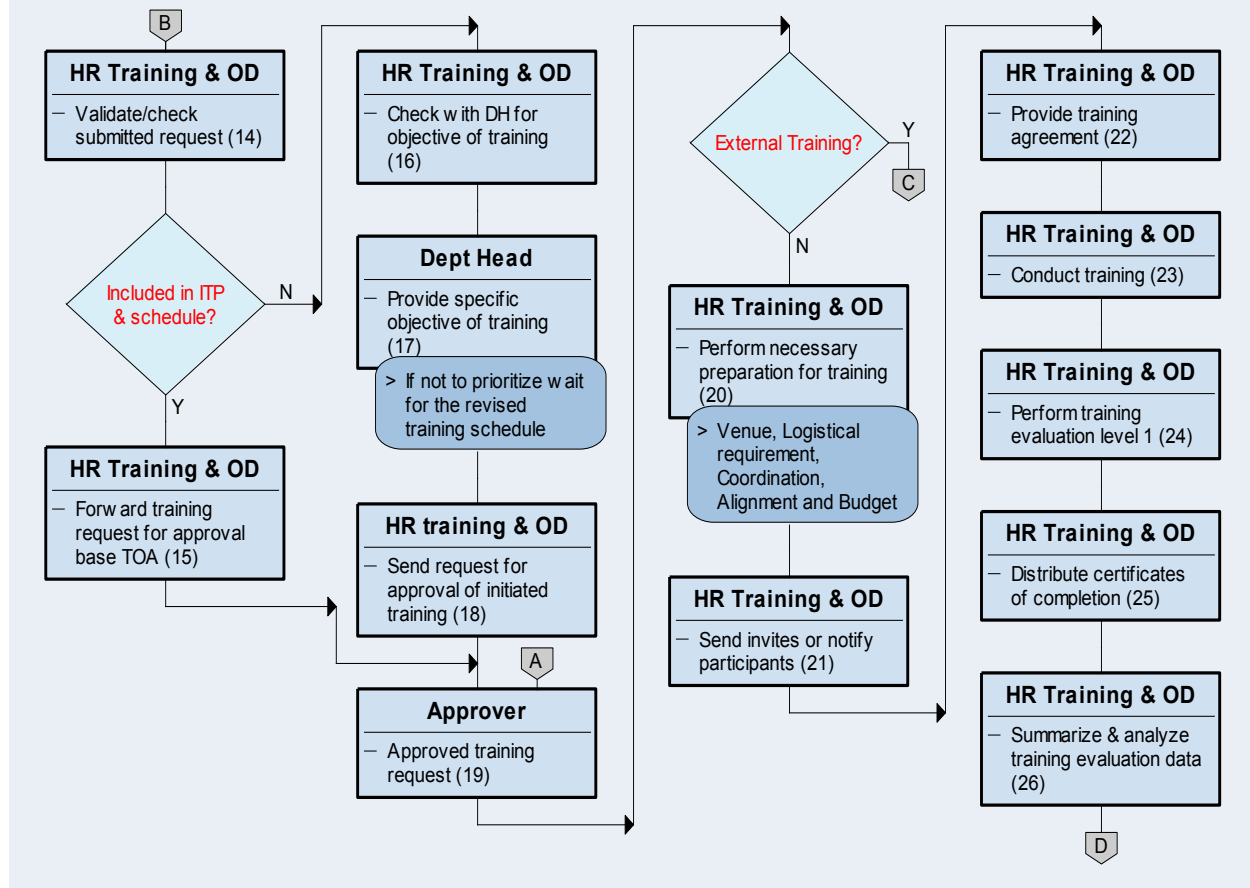 B
HR Training & OD
– Validate/check
submitted request (14)
Included in ITP
& schedule?
N
Y
HR Training & OD
– Forward training
request for approval
base TOA (15)
HR Training & OD
– Check with DH for
objective of training
(16)
Dept Head
– Provide specific
objective of training
(17)
> If not to prioritize wait
for the revised
training schedule
HR training & OD
– Send request for
approval of initiated
training (18)
A
Approver
– Approved training
request (19)
External Training?
Y
C
N
HR Training & OD
– Perform necessary
preparation for training
(20)
> Venue, Logistical
requirement,
Coordination,
Alignment and Budget
HR Training & OD
– Send invites or notify
participants (21)
HR Training & OD
– Provide training
agreement (22)
HR Training & OD
– Conduct training (23)
HR Training & OD
– Perform training
evaluation level 1 (24)
HR Training & OD
– Distribute certificates
of completion (25)
HR Training & OD
– Summarize & analyze
training evaluation data
(26)
D